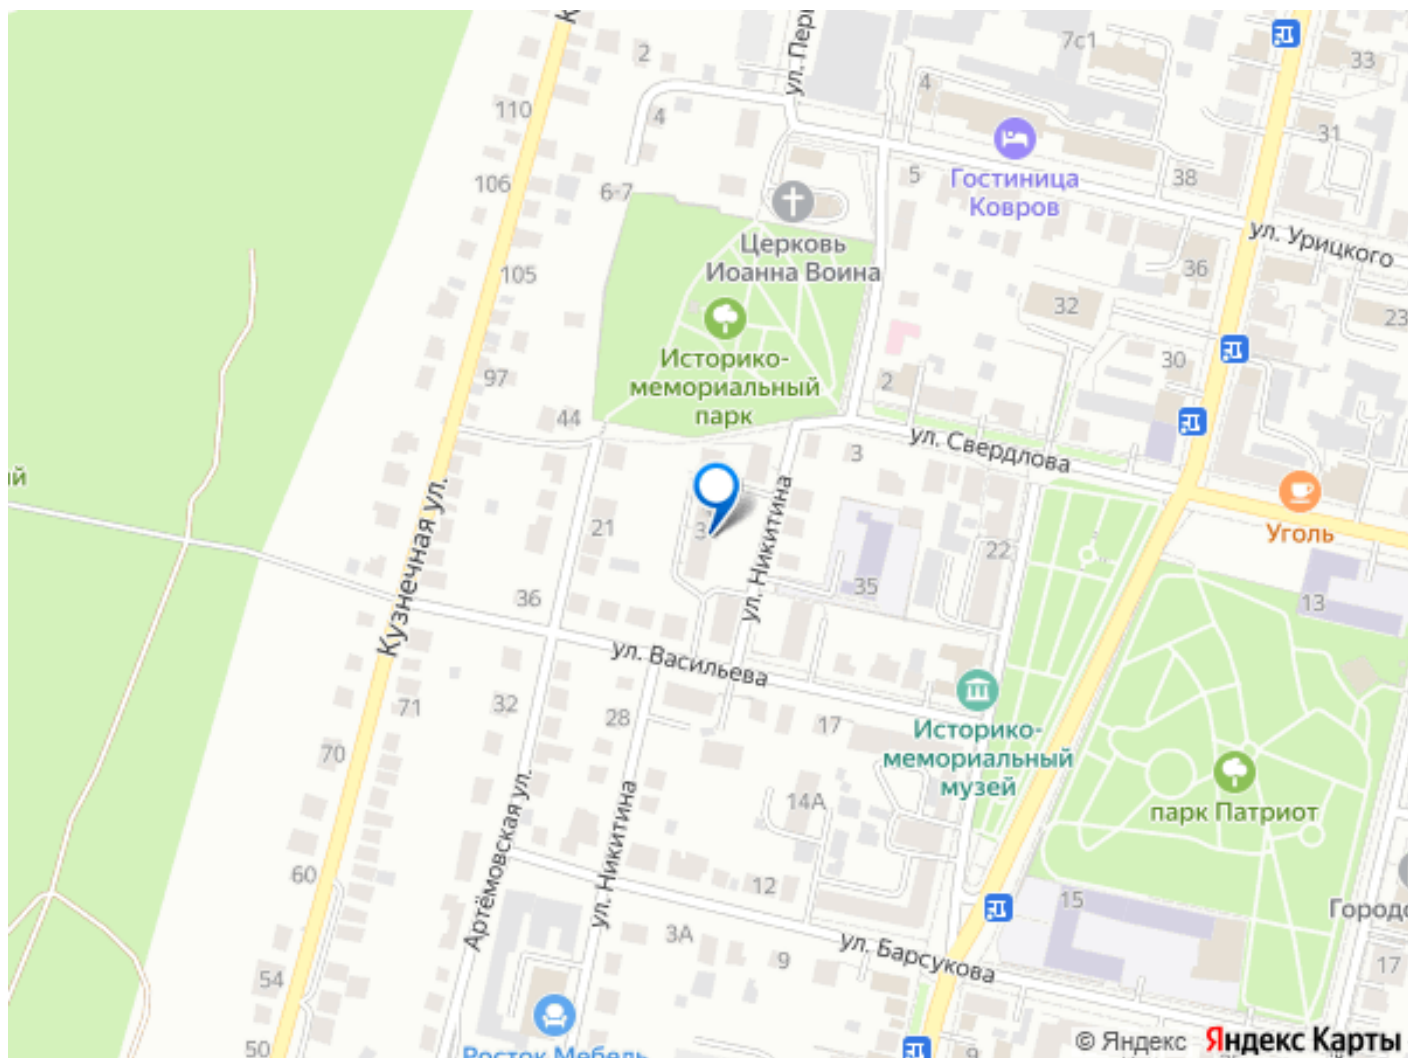 2
ул. Пер
7с1
33
110
4
4
31
106
6-7
5
38
Гостиница
Ковров
ул. Урицкого
Церковь
Иоанна Воина
105
36
32
23
Историко-
мемориальный
парк
97
30
2
44
ул. Свердлова
3
ий
Кузнечная ул.
21
3
ул. Никитина
22
Уголь
35
36
13
ул. Васильева
71
32
28
17
Историко-
мемориальный
музей
70
14А
парк Патриот
Артёмовская ул.
ул. Никитина
60
12
15
Городс
3А
ул. Барсукова
9
54
17
Росток Мебель
50
9
© Яндекс Яндекс Карты